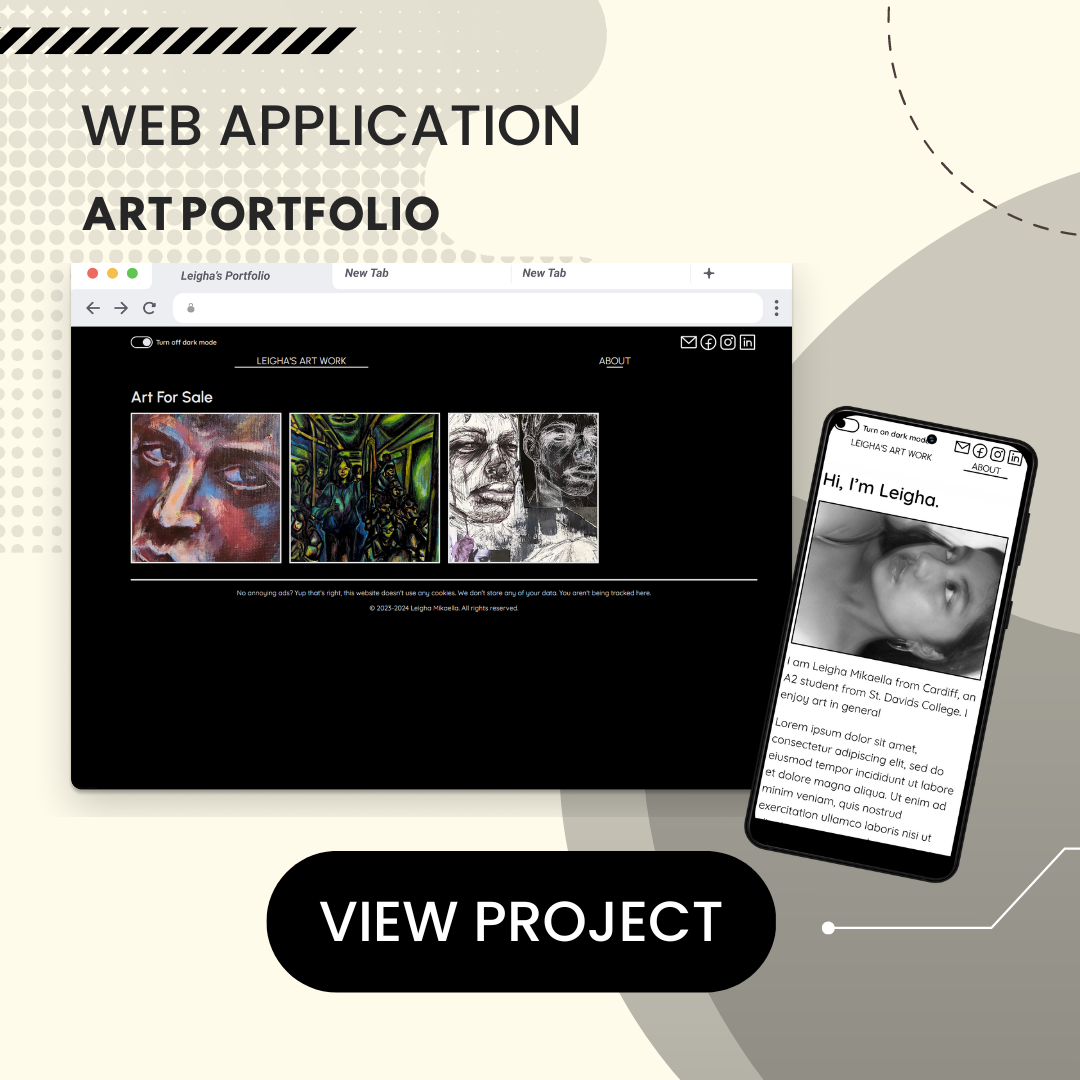 WEB APPLICATION
ART PORTFOLIO
Leigha's Portfolio
New Tab
New Tab
Turn off dark mode
LEIGHA'S ART WORK
ABOUT
Art For Sale
No annoying ads? Yup that's right, this website doesn't use any cookies. We don't store any of your data. You aren't being tracked here.
© 2023-2024 Leigha Mikaella. All rights reserved.
Turn on dark mode
LEIGHA'S ART WORK
ABOUT
Hi, I'm Leigha.
I am Leigha Mikaella from Cardiff, an
A2 student from St. Davids College. I
enjoy art in general
Lorem ipsum dolor sit amet,
consectetur adipiscing elit, sed do
eiusmod tempor incididunt ut labore
et dolore magna aliqua. Ut enim ad
minim veniam, quis nostrud
exercitation ullamco laboris nisi ut
VIEW PROJECT